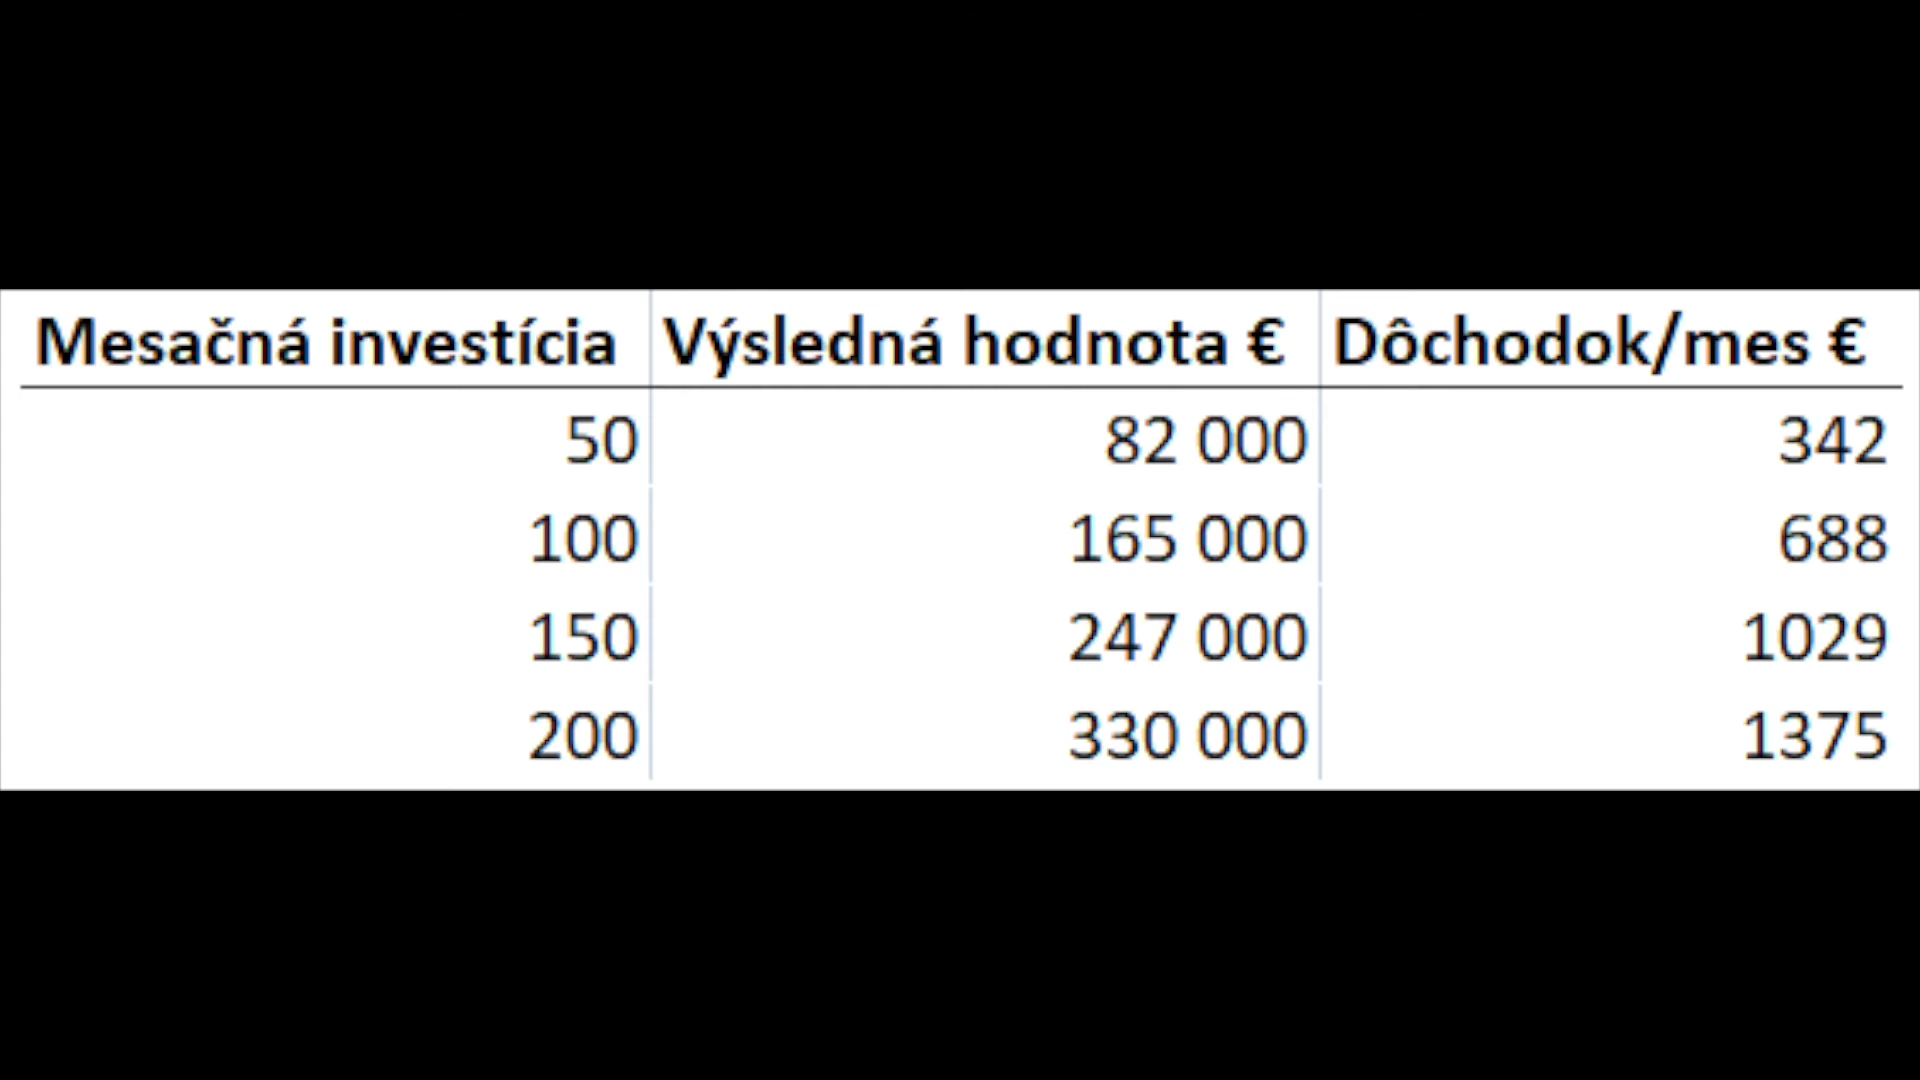 Mesačná investícia Výsledná hodnota € Dôchodok/mes €
50 82 000 342
100 165 000 688
150 247 000 1029
200 330 000 1375